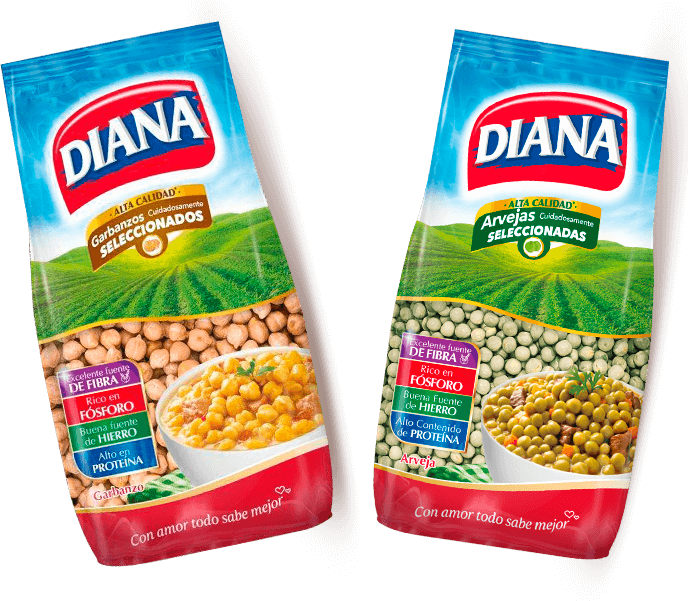 DIANA
ALTA CALIDAD
Garbanzos Cuidadosamente
SELECCIONADOS
Excelente fuente
DE FIBRA
Rico en
FÓSFORO
Buena fuente
de HIERRO
Alto en
PROTEÍNA
Garbanzo
Con amor todo sabe mejor
DIANA
ALTA CALIDAD
Arvejas Cuidadosamente
SELECCIONADAS
Excelente fuente
DE FIBRA
Rico en
FÓSFORO
Buena Fuente
de HIERRO
Alto Contenido
de PROTEÍNA
Arveja
Con amor todo sabe mejor